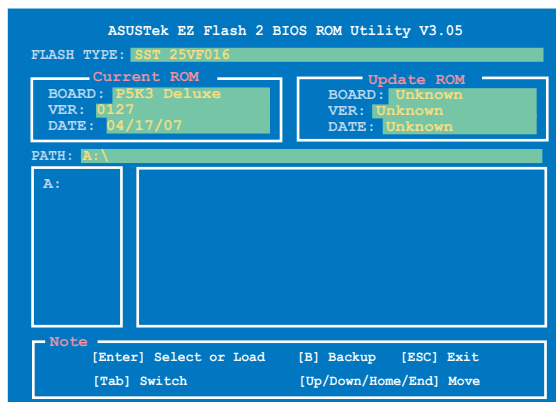 ASUSTek EZ Flash 2 BIOS ROM Utility V3.05
FLASH TYPE: SST 25VF016
Current ROM
BOARD: P5K3 Deluxe
VER: 0127
DATE: 04/17/07
Update ROM
BOARD: Unknown
VER: Unknown
DATE: Unknown
PATH: A:\
A:
Note
[Enter] Select or Load [B] Backup [ESC] Exit
[Tab] Switch [Up/Down/Home/End] Move